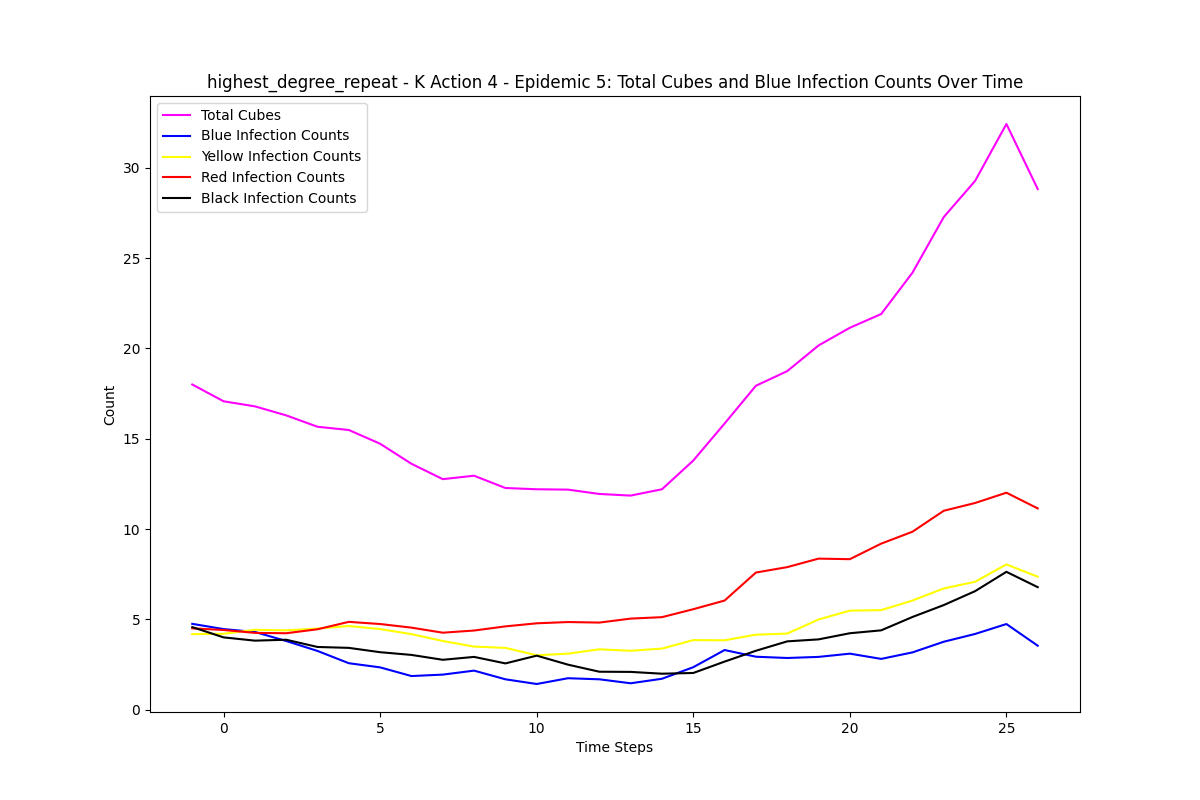 highest_degree_repeat - K Action 4 - Epidemic 5: Total Cubes and Blue Infection Counts Over Time
Total Cubes
Blue Infection Counts
Yellow Infection Counts
Red Infection Counts
Black Infection Counts
30
25
20
15
10
5
0
Count
0 5 10 15 20 25
Time Steps